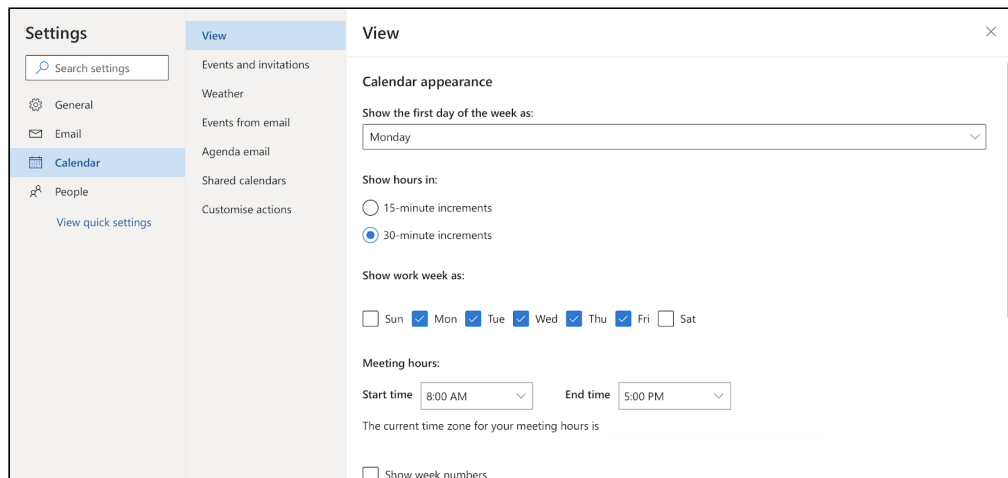 Settings
Search settings
General
Email
Calendar
People
View quick settings
View
Events and invitations
Weather
Events from email
Agenda email
Shared calendars
Customise actions
View
Calendar appearance
Show the first day of the week as:
Monday
Show hours in:
15-minute increments
30-minute increments
Show work week as:
Sun Mon Tue Wed Thu Fri Sat
Meeting hours:
Start time 8:00 AM End time 5:00 PM
The current time zone for your meeting hours is
Show week numbers